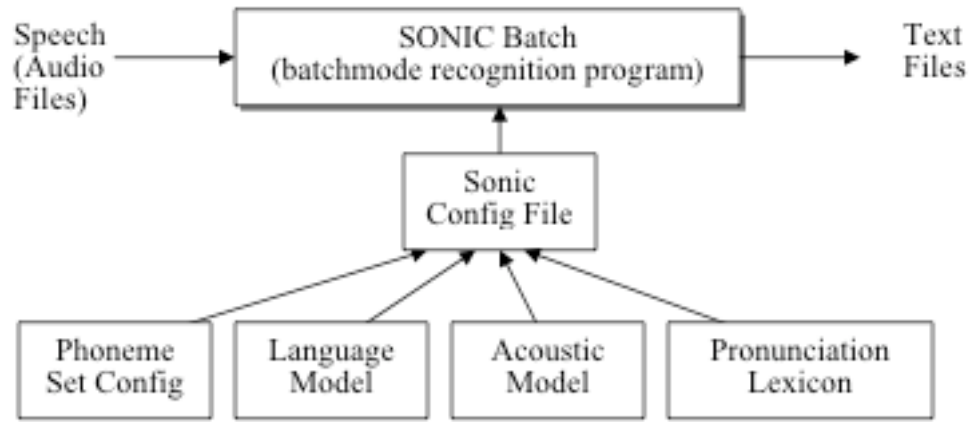 Speech
(Audio
Files)
SONIC Batch
(batchmode recognition program)
Text
Files
Sonic
Config File
Phoneme
Set Config
Language
Model
Acoustic
Model
Pronunciation
Lexicon